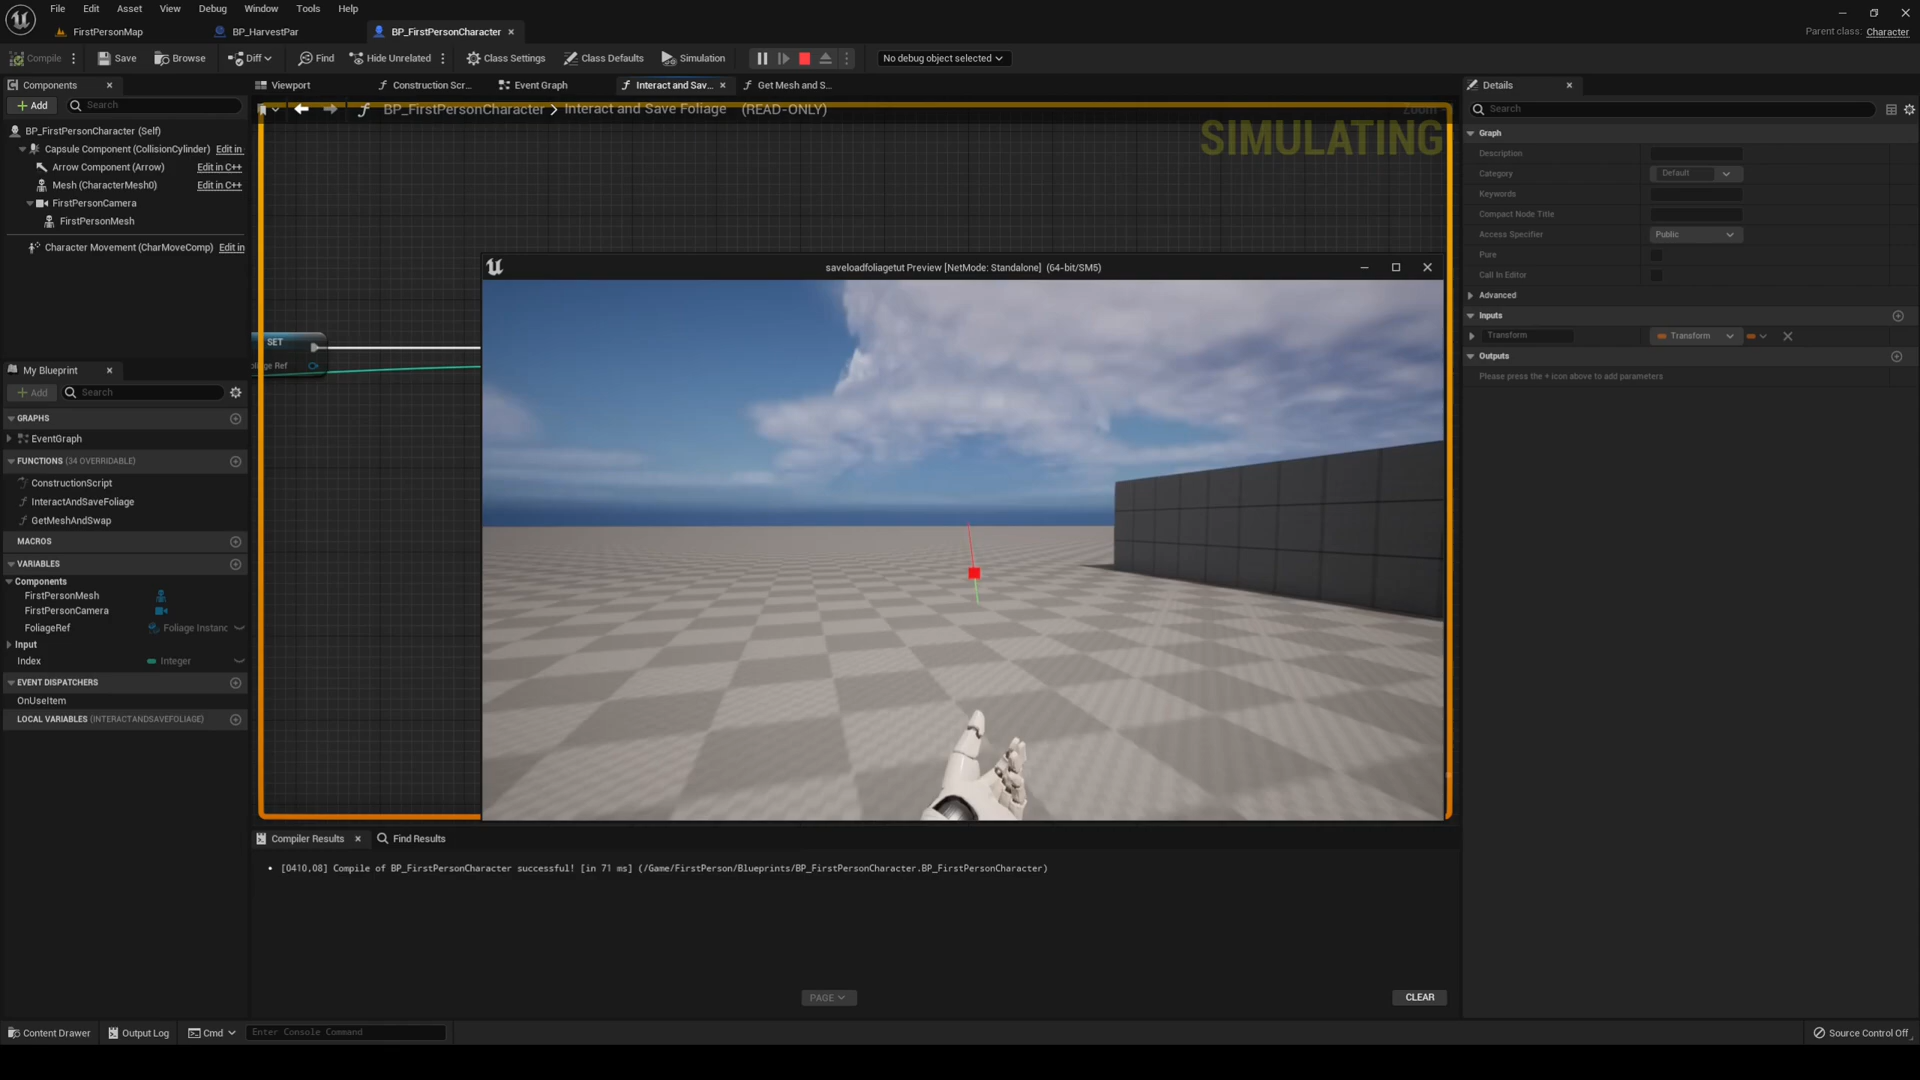 File Edit Asset View Debug Window Tools Help
FirstPersonMap BP_HarvestPar BP_FirstPersonCharacter
Parent class: Character
Compile Save Browse Diff Find Hide Unrelated Class Settings Class Defaults Simulation No debug object selected
Components
Add Search
BP_FirstPersonCharacter (Self)
Capsule Component (CollisionCylinder) Edit in
Arrow Component (Arrow) Edit in C++
Mesh (CharacterMesh0) Edit in C++
FirstPersonCamera
FirstPersonMesh
Character Movement (CharMoveComp) Edit in
My Blueprint
Add Search
GRAPHS
EventGraph
FUNCTIONS (34 OVERRIDABLE)
ConstructionScript
InteractAndSaveFoliage
GetMeshAndSwap
MACROS
VARIABLES
Components
FirstPersonMesh
FirstPersonCamera
FoliageRef Foliage Instanc
Input
Index Integer
EVENT DISPATCHERS
OnUseItem
LOCAL VARIABLES (INTERACTANDSAVEFOLIAGE)
Viewport Construction Scr... Event Graph Interact and Sav... Get Mesh and S...
BP_FirstPersonCharacter > Interact and Save Foliage (READ-ONLY)
Zoom
SIMULATING
SET
Ref
saveloadfoliagetut Preview [NetMode: Standalone] (64-bit/SM5)
Compiler Results Find Results
[0410,08] Compile of BP_FirstPersonCharacter successful! [in 71 ms] (/Game/FirstPerson/Blueprints/BP_FirstPersonCharacter.BP_FirstPersonCharacter)
PAGE
CLEAR
Details
Search
Graph
Description
Category Default
Keywords
Compact Node Title
Access Specifier Public
Pure
Call In Editor
Advanced
Inputs
Transform Transform
Outputs
Please press the + icon above to add parameters
Content Drawer Output Log Cmd Enter Console Command
Source Control Off